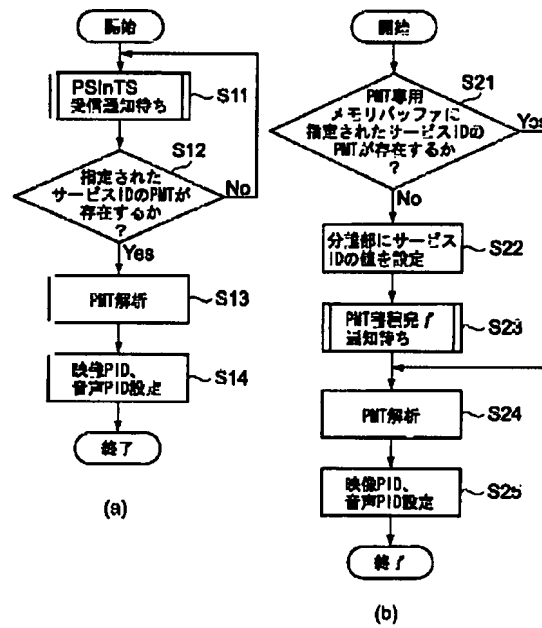 開始
PSInTS
受信通知待ち
S11
S12
指定された
サービスIDのPMTが
存在するか
?
No
Yes
PMT解析
S13
映像PID、
音声PID設定
S14
終了
(a)
開始
S21
PMT専用
メモリバッファに
指定されたサービスIDの
PMTが存在するか
?
Yes
No
分離部にサービス
IDの値を設定
S22
PMT蓄積完了
通知待ち
S23
PMT解析
S24
映像PID、
音声PID設定
S25
終了
(b)